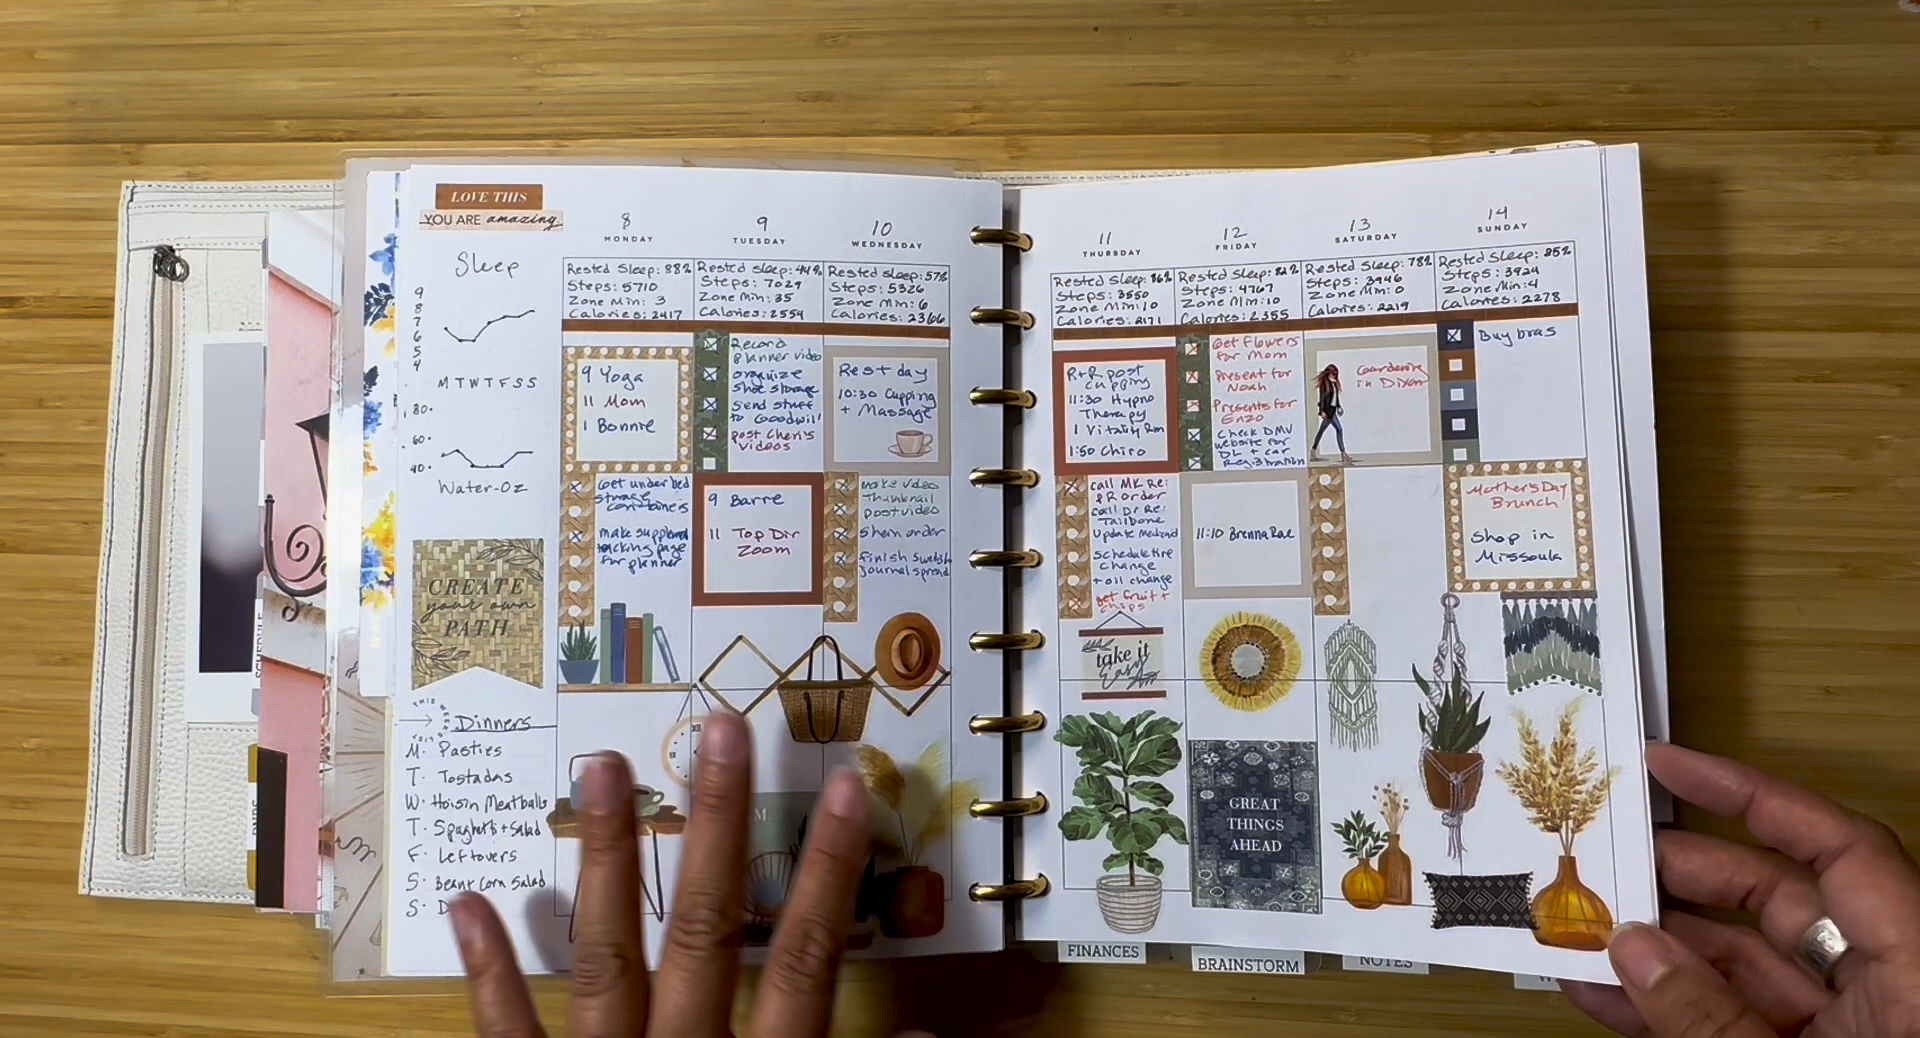 LOVE THIS
YOU ARE amazing.
Sleep
9
8
7
6
5
4
M T W T F S S
80.
60.
40.
Water-Oz
CREATE
your own
PATH
THIS WEEK
Dinners
M. Pasties
T. Tostadas
W. Hoisin Meatballs
T. Spaghetti + Salad
F. Leftovers
S. Bean + Corn Salad
S.
8
MONDAY
Rested Sleep: 88%
Steps: 5710
Zone Min: 3
Calories: 2417
9 Yoga
11 Mom
1 Bonnie
Get under bed
storage
containers
make supplement
tracking page
for planner
9
TUESDAY
Rested Sleep: 44%
Steps: 7029
Zone Min: 35
Calories: 2554
Record
planner video
organize
shoe storage
Send stuff
to Goodwill
post Cheri's
videos
9 Barre
11 Top Dir
Zoom
10
WEDNESDAY
Rested Sleep: 57%
Steps: 5326
Zone Min: 6
Calories: 2366
Rest day
10:30 Cupping
+ Massage
make video
Thumbnail
post video
Shein order
finish Swedish
journal spread
11
THURSDAY
Rested Sleep: 86%
Steps: 3550
Zone Min: 10
Calories: 2171
R+R post
cupping
11:30 Hypno
Therapy
1 Vitality Rm
1:50 Chiro
call MK Re:
R order
call Dr Re:
Tailbone
Update
schedule tire
change
+ oil change
get fruit +
chips
take it
Easy
12
FRIDAY
Rested Sleep: 82%
Steps: 4767
Zone Min: 10
Calories: 2355
Get flowers
for Mom
Present for
Noah
Presents for
Enzo
Check DMV
website for
DL + car
Registration
11:10 Brenna Rae
GREAT
THINGS
AHEAD
13
SATURDAY
Rested Sleep: 78%
Steps: 3946
Zone Min: 0
Calories: 2219
Gardening
in Dixon
14
SUNDAY
Rested Sleep: 85%
Steps: 3924
Zone Min: 4
Calories: 2278
Buy bras
Mother's Day
Brunch
Shop in
Missoula
SCHEDULE
FINANCES
BRAINSTORM
NOTES